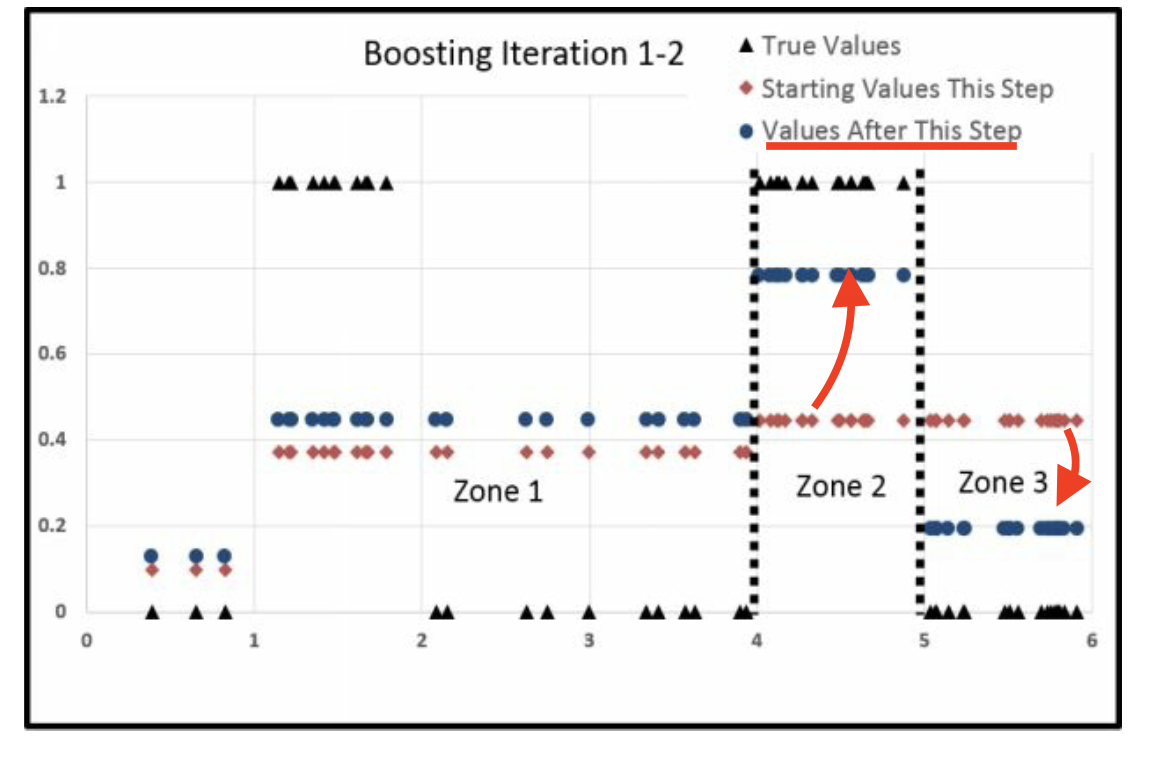 Boosting Iteration 1-2
True Values
Starting Values This Step
Values After This Step
1.2
1
0.8
0.6
0.4
0.2
0
Zone 1
Zone 2
Zone 3
0 1 2 3 4 5 6